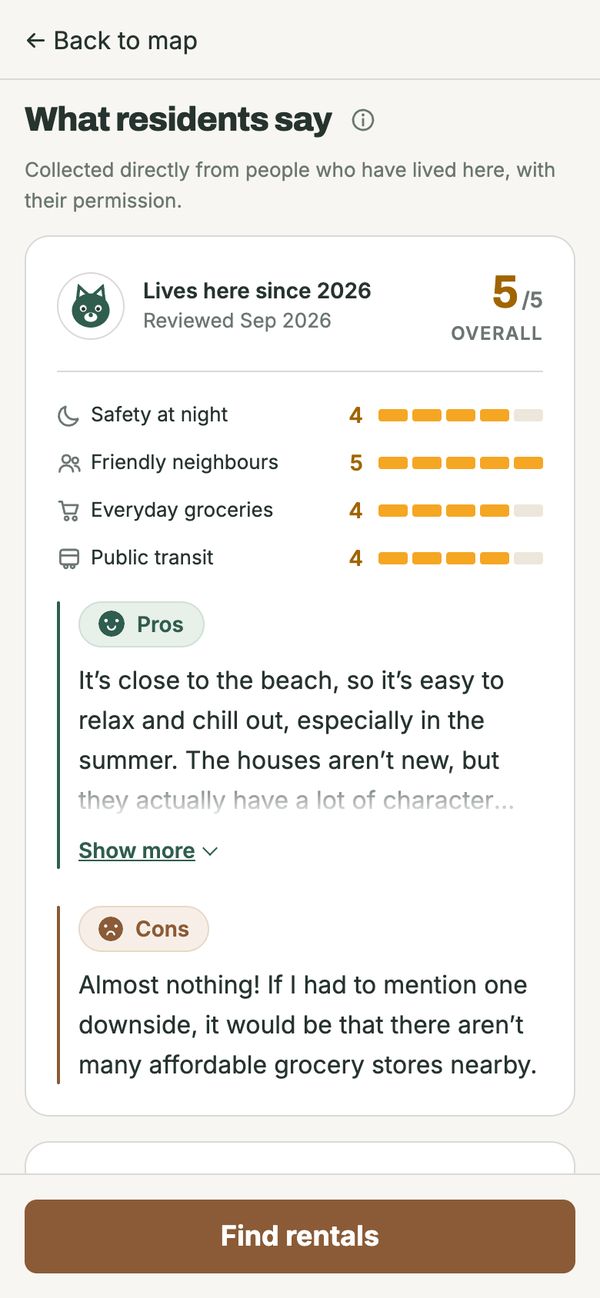 ← Back to map
What residents say
Collected directly from people who have lived here, with
their permission.
Lives here since 2026
Reviewed Sep 2026
5/5
OVERALL
Safety at night 4
Friendly neighbours 5
Everyday groceries 4
Public transit 4
Pros
It’s close to the beach, so it’s easy to
relax and chill out, especially in the
summer. The houses aren’t new, but
they actually have a lot of character...
Show more
Cons
Almost nothing! If I had to mention one
downside, it would be that there aren’t
many affordable grocery stores nearby.
Find rentals